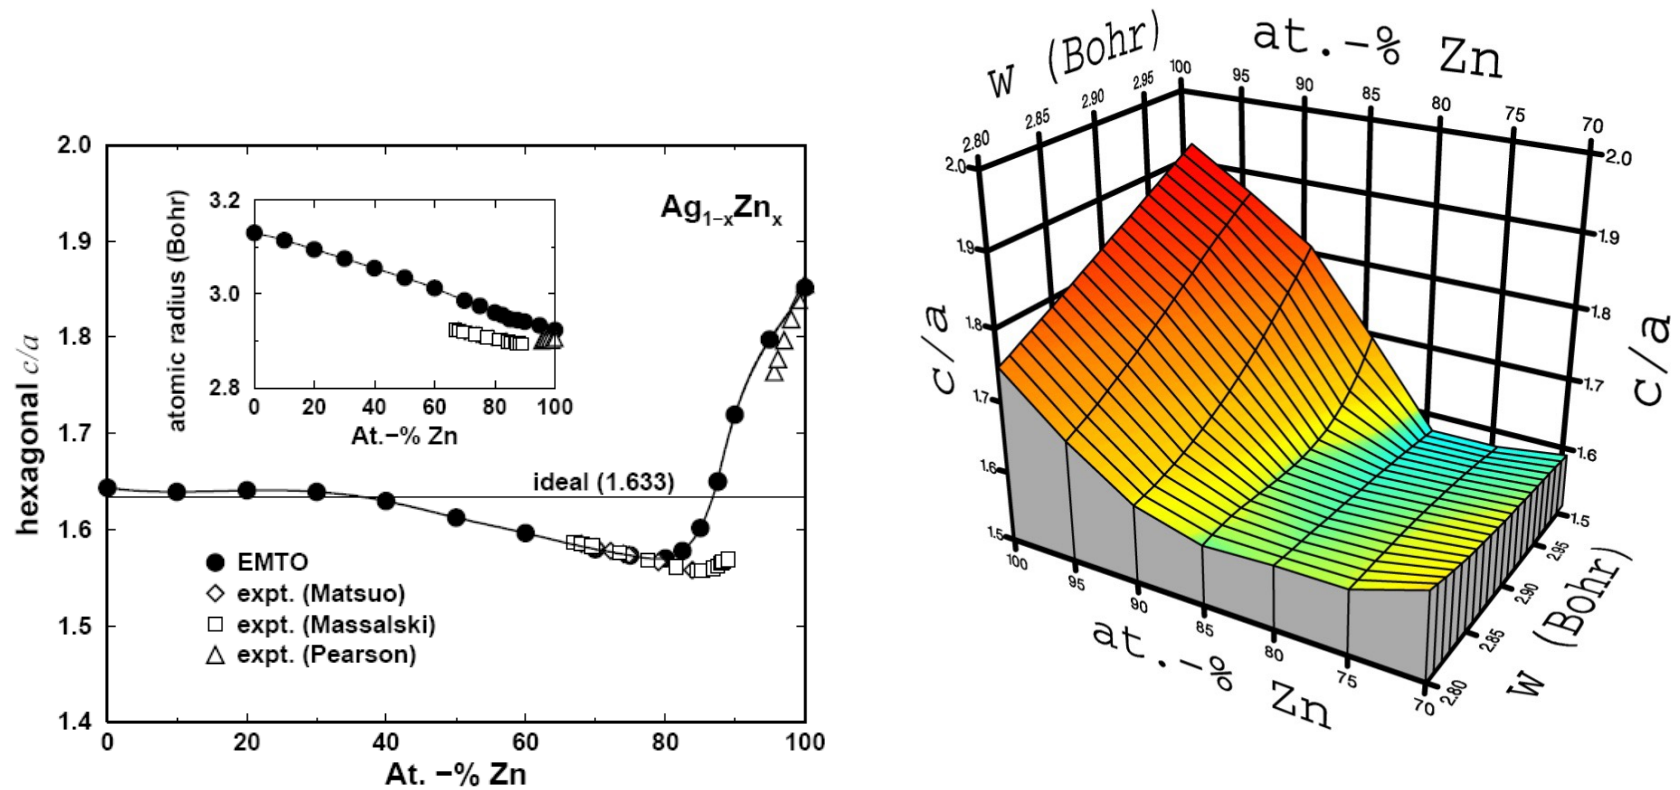 2.0
1.9
1.8
1.7
1.6
1.5
1.4
hexagonal c/a
0 20 40 60 80 100
At. −% Zn
Ag1−xZnx
ideal (1.633)
EMTO
expt. (Matsuo)
expt. (Massalski)
expt. (Pearson)
3.2
3.0
2.8
atomic radius (Bohr)
0 20 40 60 80 100
At.−% Zn
W (Bohr)
2.80 2.85 2.90 2.95
at.-% Zn
100 95 90 85 80 75 70
2.0
1.9
1.8
1.7
1.6
1.5
c/a
2.0
1.9
1.8
1.7
1.6
1.5
c/a
100 95 90 85 80 75 70
at.-% Zn
2.80 2.85 2.90 2.95
W (Bohr)